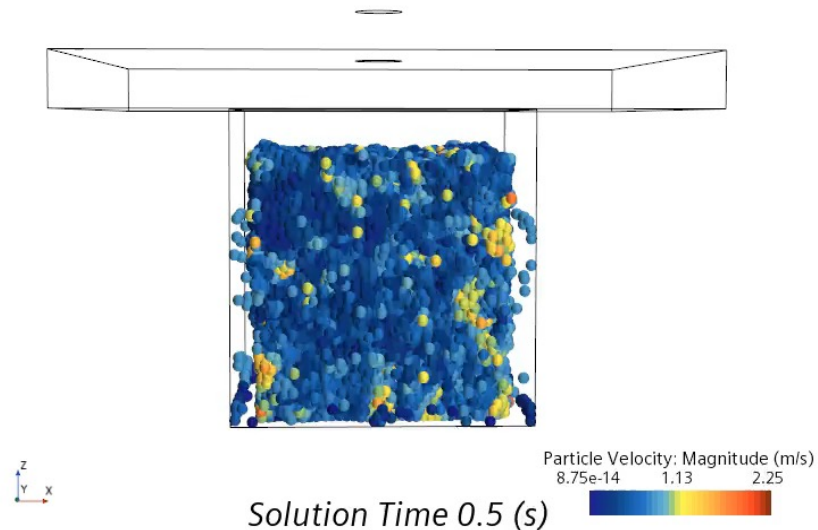 Z
Y
X
Particle Velocity: Magnitude (m/s)
8.75e-14 1.13 2.25
Solution Time 0.5 (s)